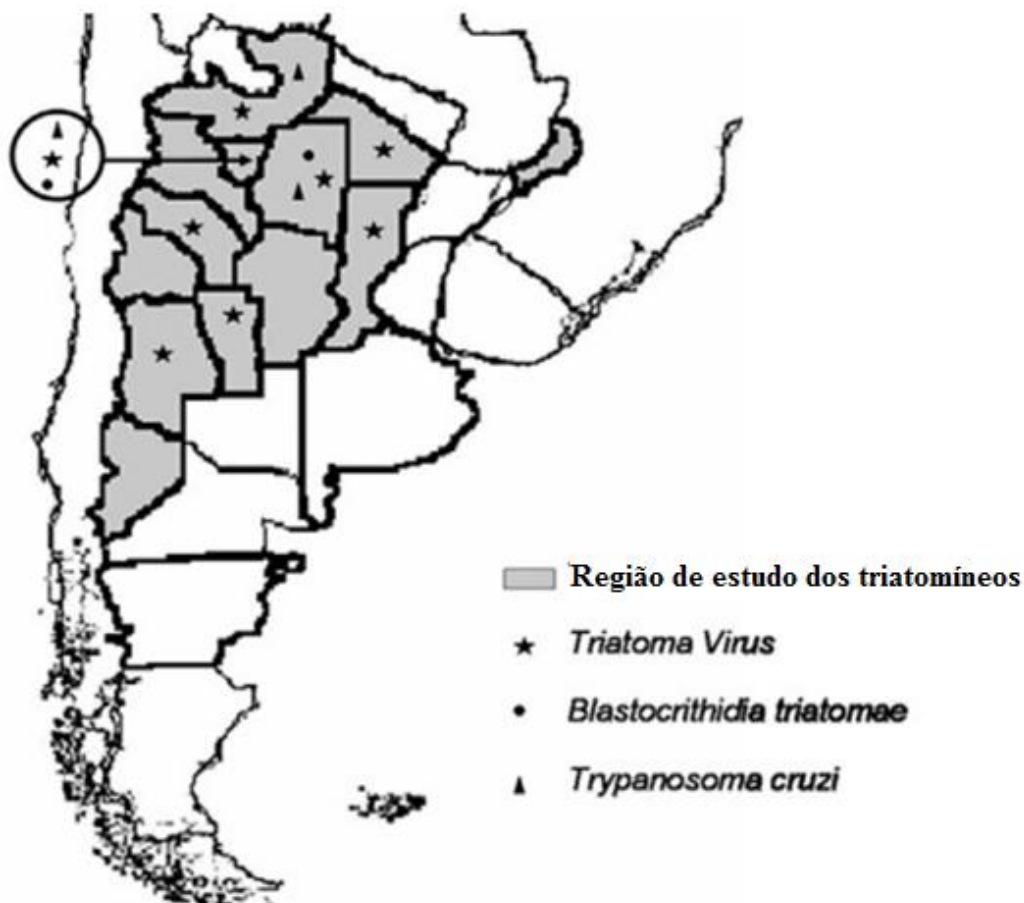 Região de estudo dos triatomíneos
Triatoma Virus
Blastocrithidia triatomae
Trypanosoma cruzi